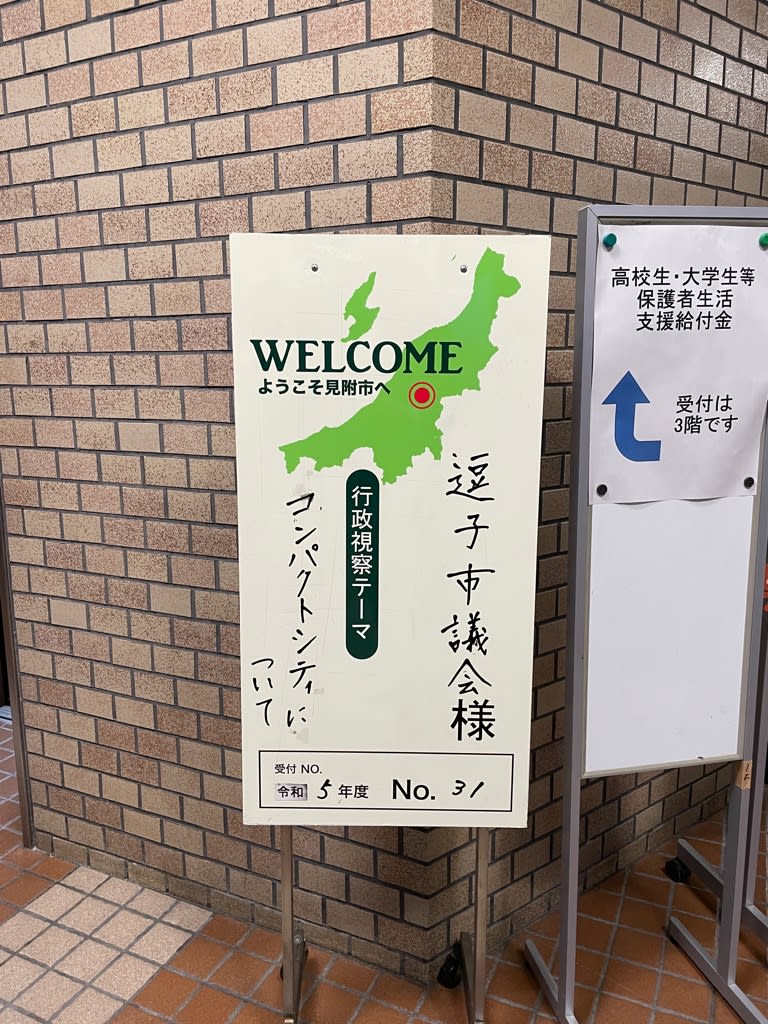 WELCOME
ようこそ見附市へ
逗子市議会様
行政視察テーマ
コンパクトシティに
ついて
受付 NO.
令和 5 年度 No. 31
高校生・大学生等
保護者生活
支援給付金
受付は
3階です